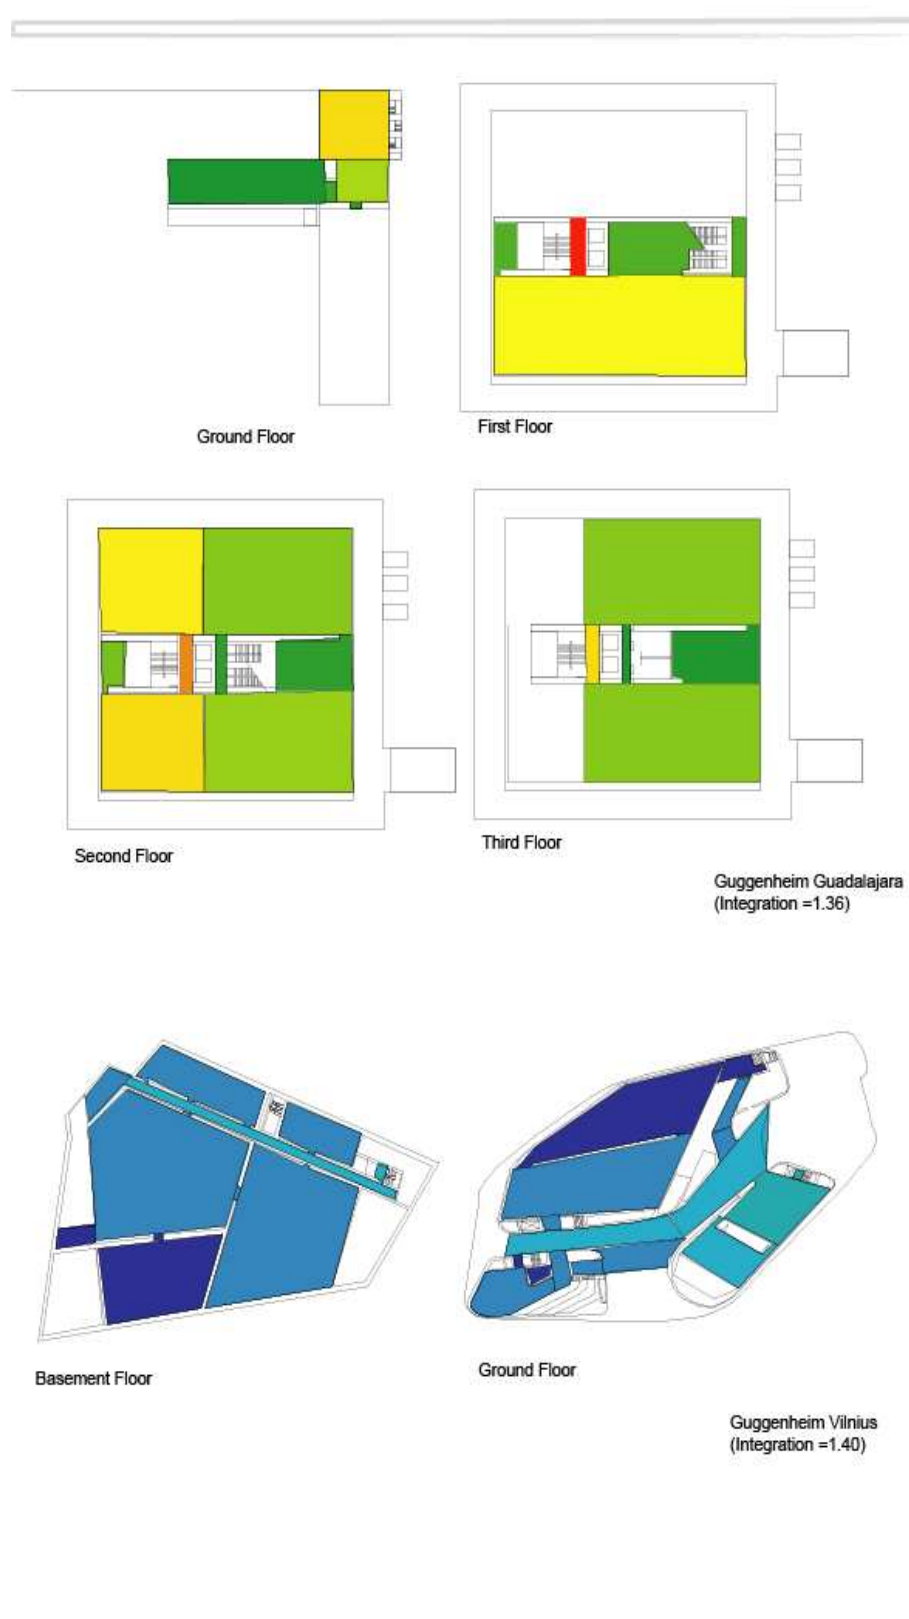 Ground Floor
First Floor
Second Floor
Third Floor
Guggenheim Guadalajara
(Integration =1.36)
Basement Floor
Ground Floor
Guggenheim Vilnius
(Integration =1.40)